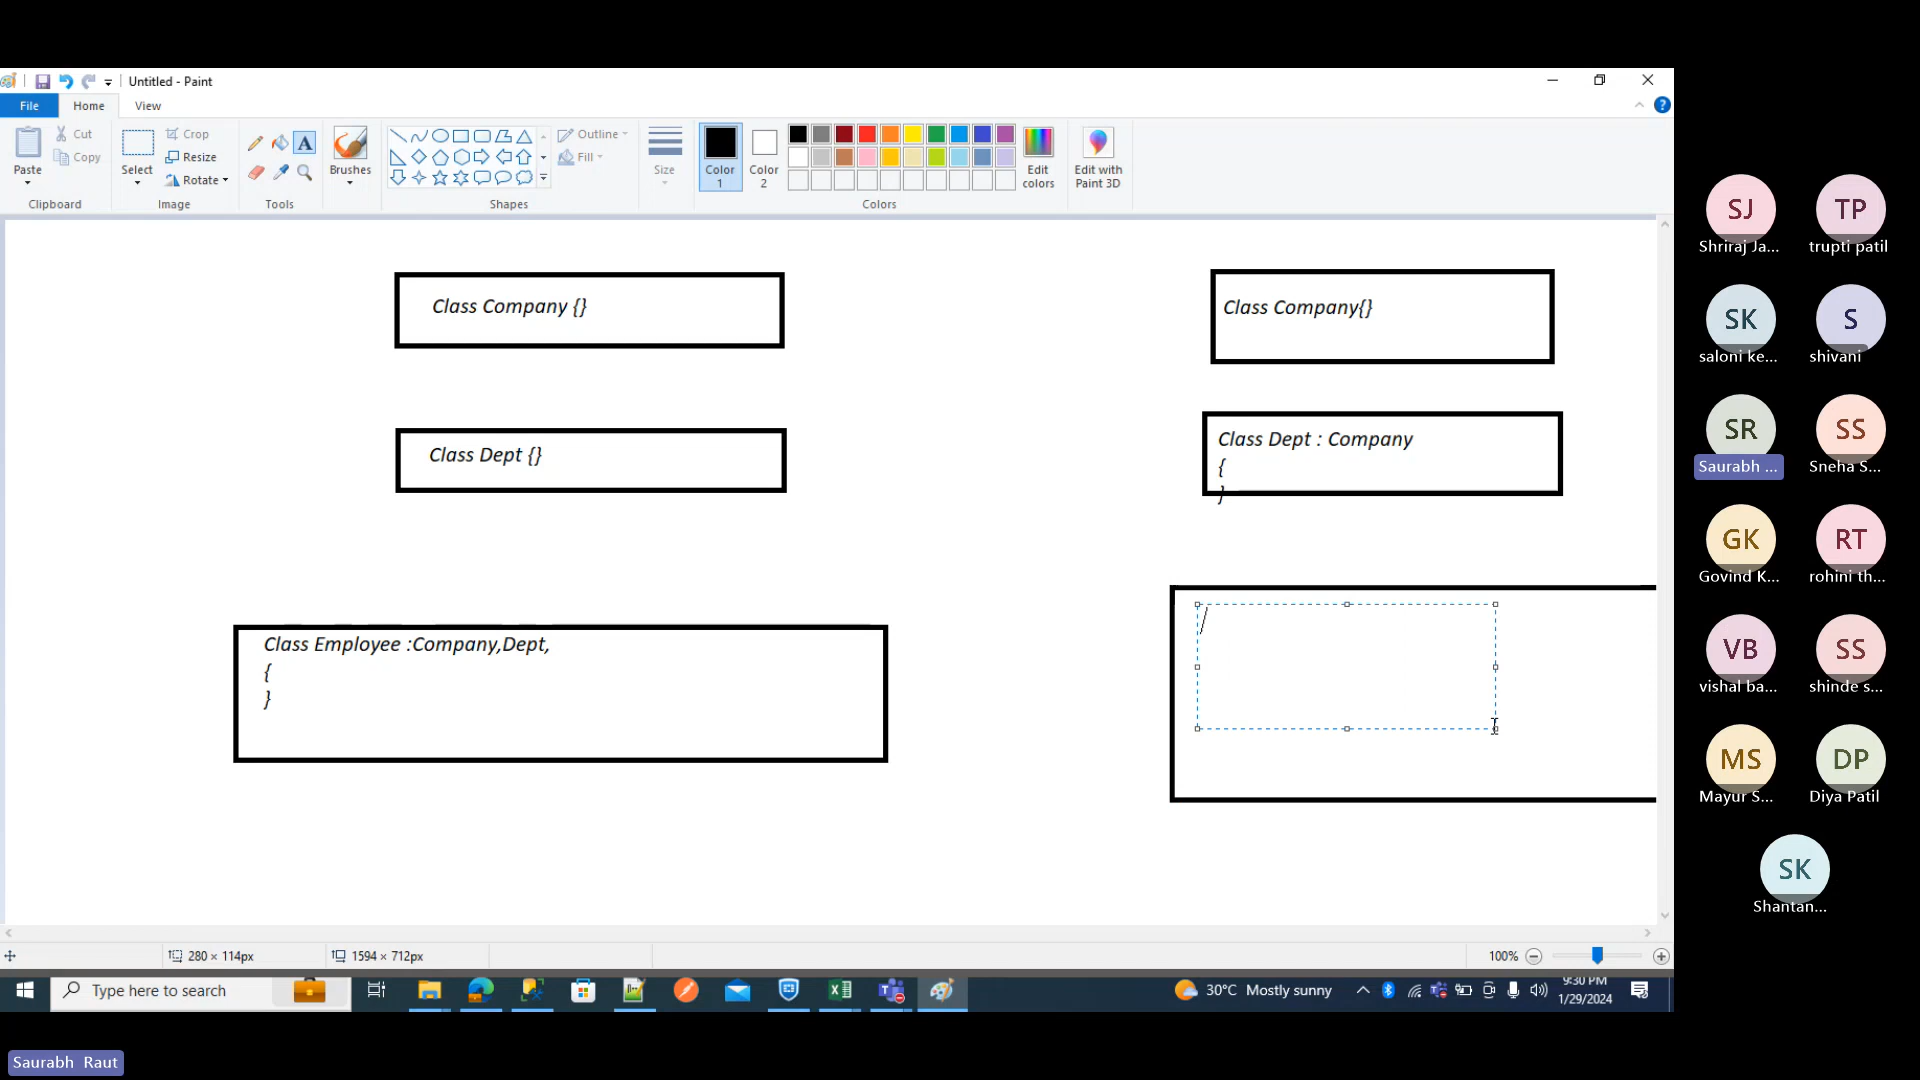 Untitled - Paint
File Home View
Cut
Copy
Paste
Clipboard
Select
Crop
Resize
Rotate
Image
A
Tools
Brushes
Shapes
Outline
Fill
Size
Color 1
Color 2
Edit colors
Colors
Edit with Paint 3D
Class Company {}
Class Company{}
Class Dept {}
Class Dept : Company
{
}
Class Employee :Company,Dept,
{
}
280 × 114px
1594 × 712px
100%
Type here to search
30°C Mostly sunny
9:30 PM
1/29/2024
SJ
Shriraj Ja...
TP
trupti patil
SK
saloni ke...
S
shivani
SR
Saurabh ...
SS
Sneha S...
GK
Govind K...
RT
rohini th...
VB
vishal ba...
SS
shinde s...
MS
Mayur S...
DP
Diya Patil
SK
Shantan...
Saurabh Raut